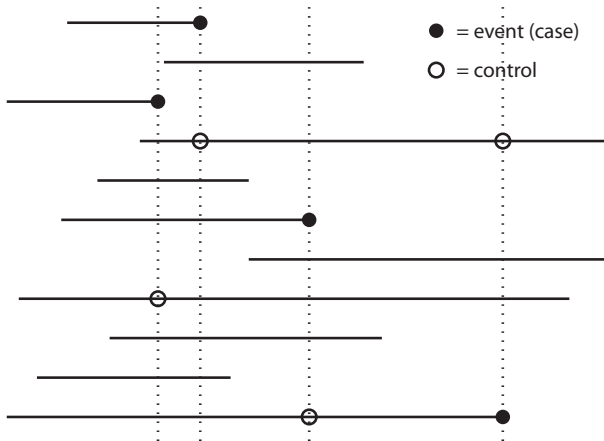 = event (case)
= control